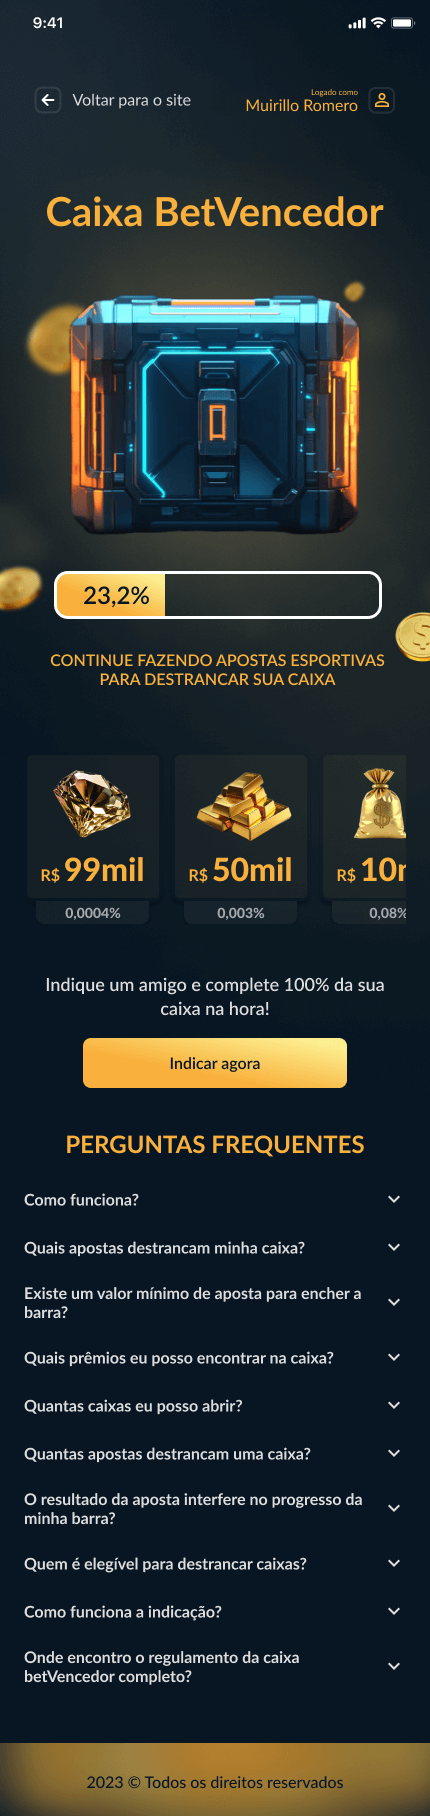 9:41
Voltar para o site
Logado como
Muirillo Romero
Caixa BetVencedor
23,2%
CONTINUE FAZENDO APOSTAS ESPORTIVAS
PARA DESTRANCAR SUA CAIXA
R$ 99mil
R$ 50mil
R$ 10
0,0004%
0,003%
0,08%
Indique um amigo e complete 100% da sua
caixa na hora!
Indicar agora
PERGUNTAS FREQUENTES
Como funciona?
Quais apostas destrancam minha caixa?
Existe um valor mínimo de aposta para encher a
barra?
Quais prêmios eu posso encontrar na caixa?
Quantas caixas eu posso abrir?
Quantas apostas destrancam uma caixa?
O resultado da aposta interfere no progresso da
minha barra?
Quem é elegível para destrancar caixas?
Como funciona a indicação?
Onde encontro o regulamento da caixa
betVencedor completo?
2023 © Todos os direitos reservados